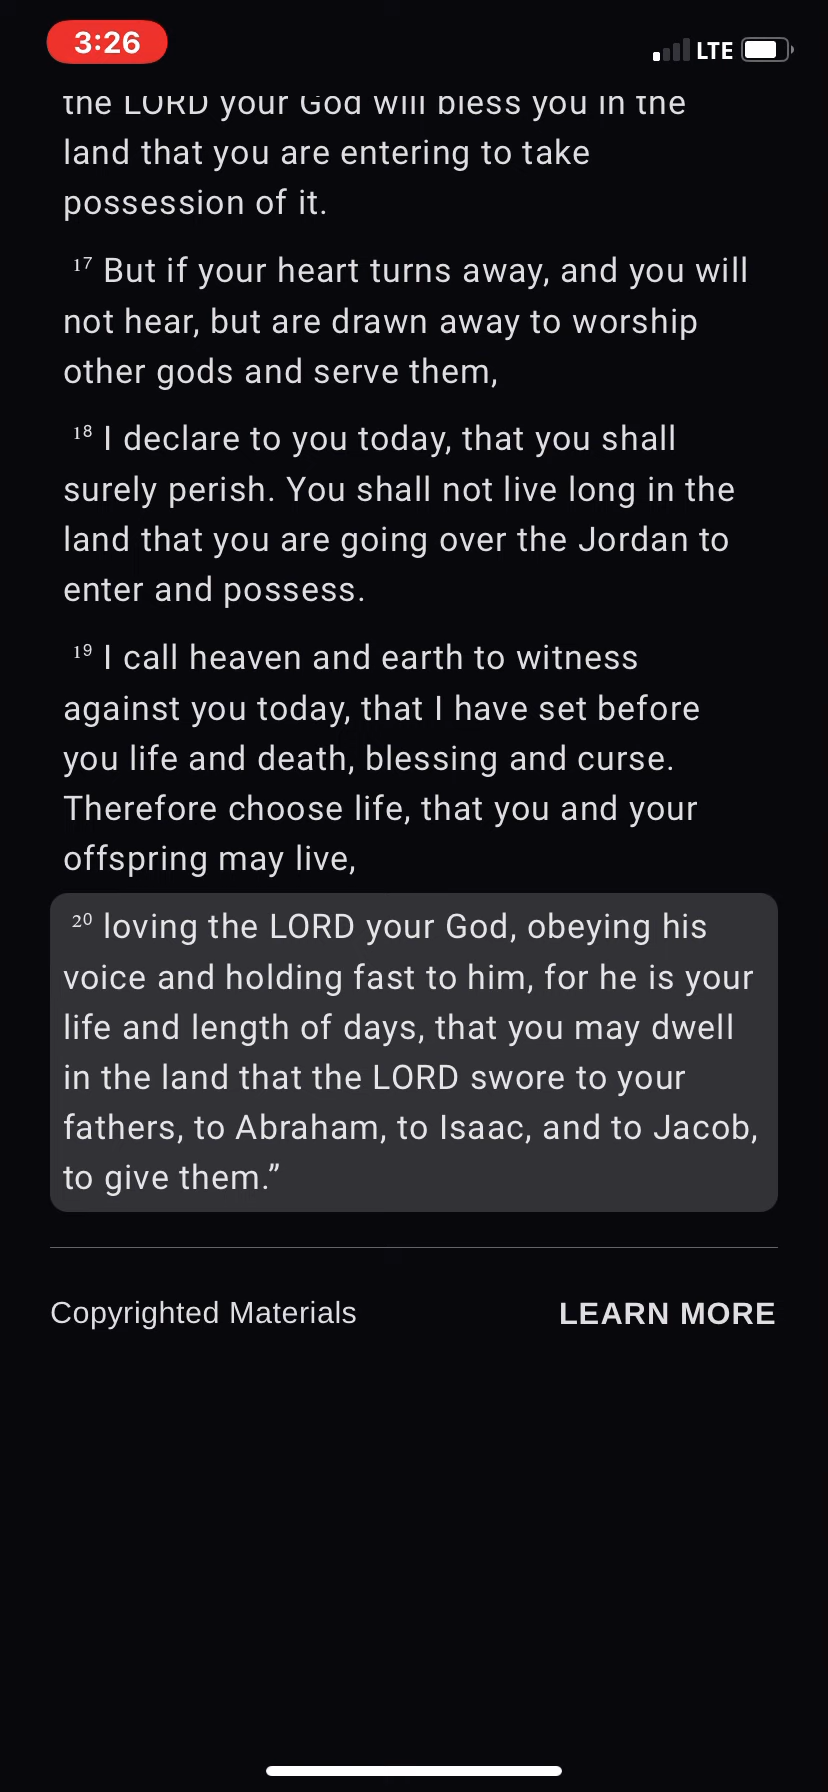 3:26
LTE
the LORD your God will bless you in the
land that you are entering to take
possession of it.
17 But if your heart turns away, and you will
not hear, but are drawn away to worship
other gods and serve them,
18 I declare to you today, that you shall
surely perish. You shall not live long in the
land that you are going over the Jordan to
enter and possess.
19 I call heaven and earth to witness
against you today, that I have set before
you life and death, blessing and curse.
Therefore choose life, that you and your
offspring may live,
20 loving the LORD your God, obeying his
voice and holding fast to him, for he is your
life and length of days, that you may dwell
in the land that the LORD swore to your
fathers, to Abraham, to Isaac, and to Jacob,
to give them.”
Copyrighted Materials
LEARN MORE